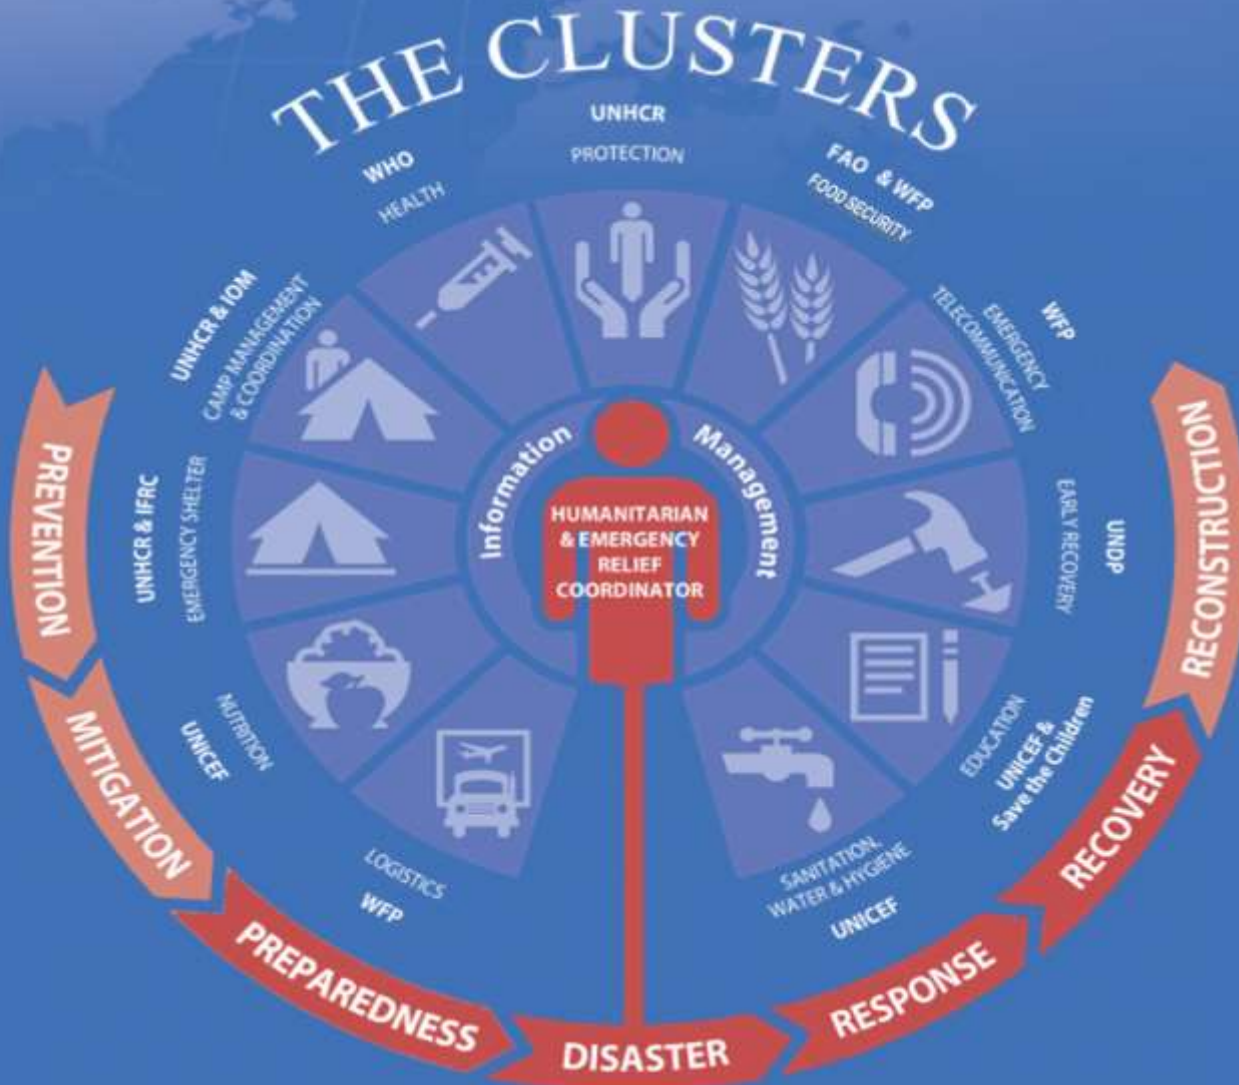 THE CLUSTERS
UNHCR
PROTECTION
FAO & WFP
FOOD SECURITY
WFP
EMERGENCY
TELECOMMUNICATION
UNDP
EARLY RECOVERY
EDUCATION
UNICEF &
Save the Children
SANITATION,
WATER & HYGIENE
UNICEF
LOGISTICS
WFP
NUTRITION
UNICEF
UNHCR & IFRC
EMERGENCY SHELTER
UNHCR & IOM
CAMP MANAGEMENT
& COORDINATION
WHO
HEALTH
Information
Management
HUMANITARIAN
& EMERGENCY
RELIEF
COORDINATOR
PREVENTION
MITIGATION
PREPAREDNESS
DISASTER
RESPONSE
RECOVERY
RECONSTRUCTION